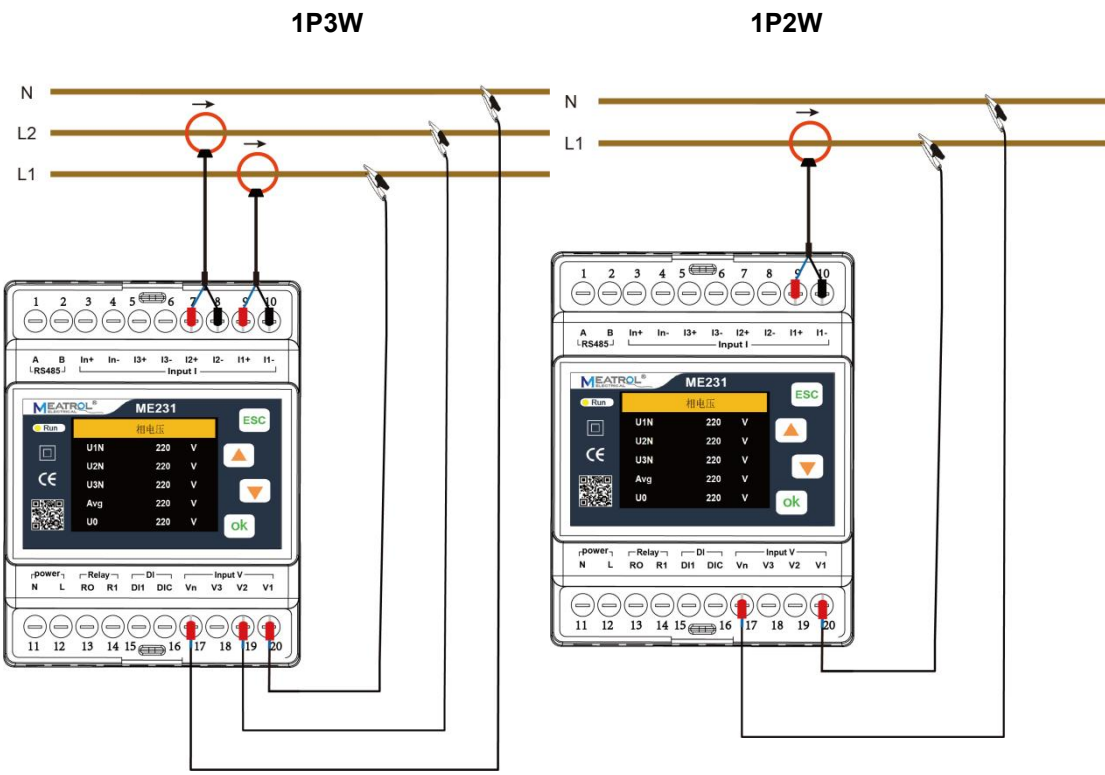 1P3W
N
L2
L1
1 2 3 4 5 6 7 8 9 10
A B In+ In- I3+ I3- I2+ I2- I1+ I1-
RS485 Input I
MEATROL®
ELECTRICAL
ME231
Run
相电压
ESC
U1N 220 V
U2N 220 V
U3N 220 V
Avg 220 V
U0 220 V
CE
ok
power Relay DI Input V
N L RO R1 DI1 DIC Vn V3 V2 V1
11 12 13 14 15 16 17 18 19 20
1P2W
N
L1
1 2 3 4 5 6 7 8 9 10
A B In+ In- I3+ I3- I2+ I2- I1+ I1-
RS485 Input I
MEATROL®
ELECTRICAL
ME231
Run
相电压
ESC
U1N 220 V
U2N 220 V
U3N 220 V
Avg 220 V
U0 220 V
CE
ok
power Relay DI Input V
N L RO R1 DI1 DIC Vn V3 V2 V1
11 12 13 14 15 16 17 18 19 20